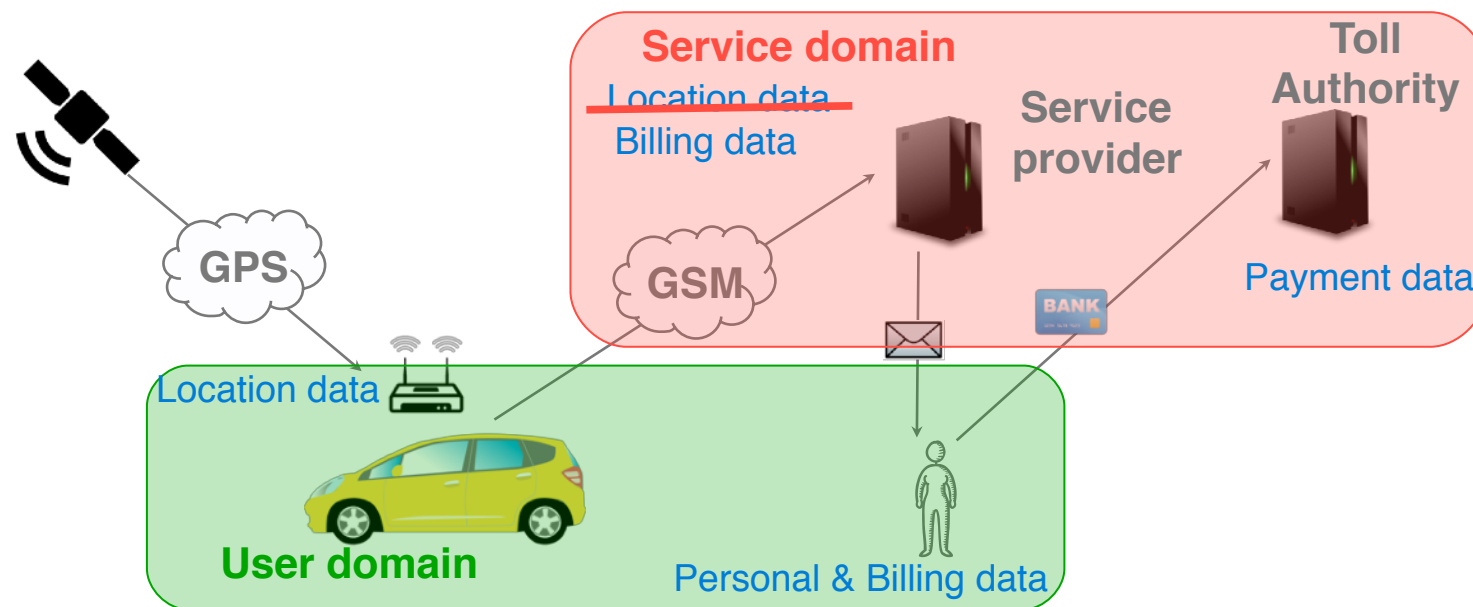 Service domain
Location data
Billing data
Service
provider
Toll
Authority
GPS
GSM
Payment data
BANK
Location data
User domain
Personal & Billing data